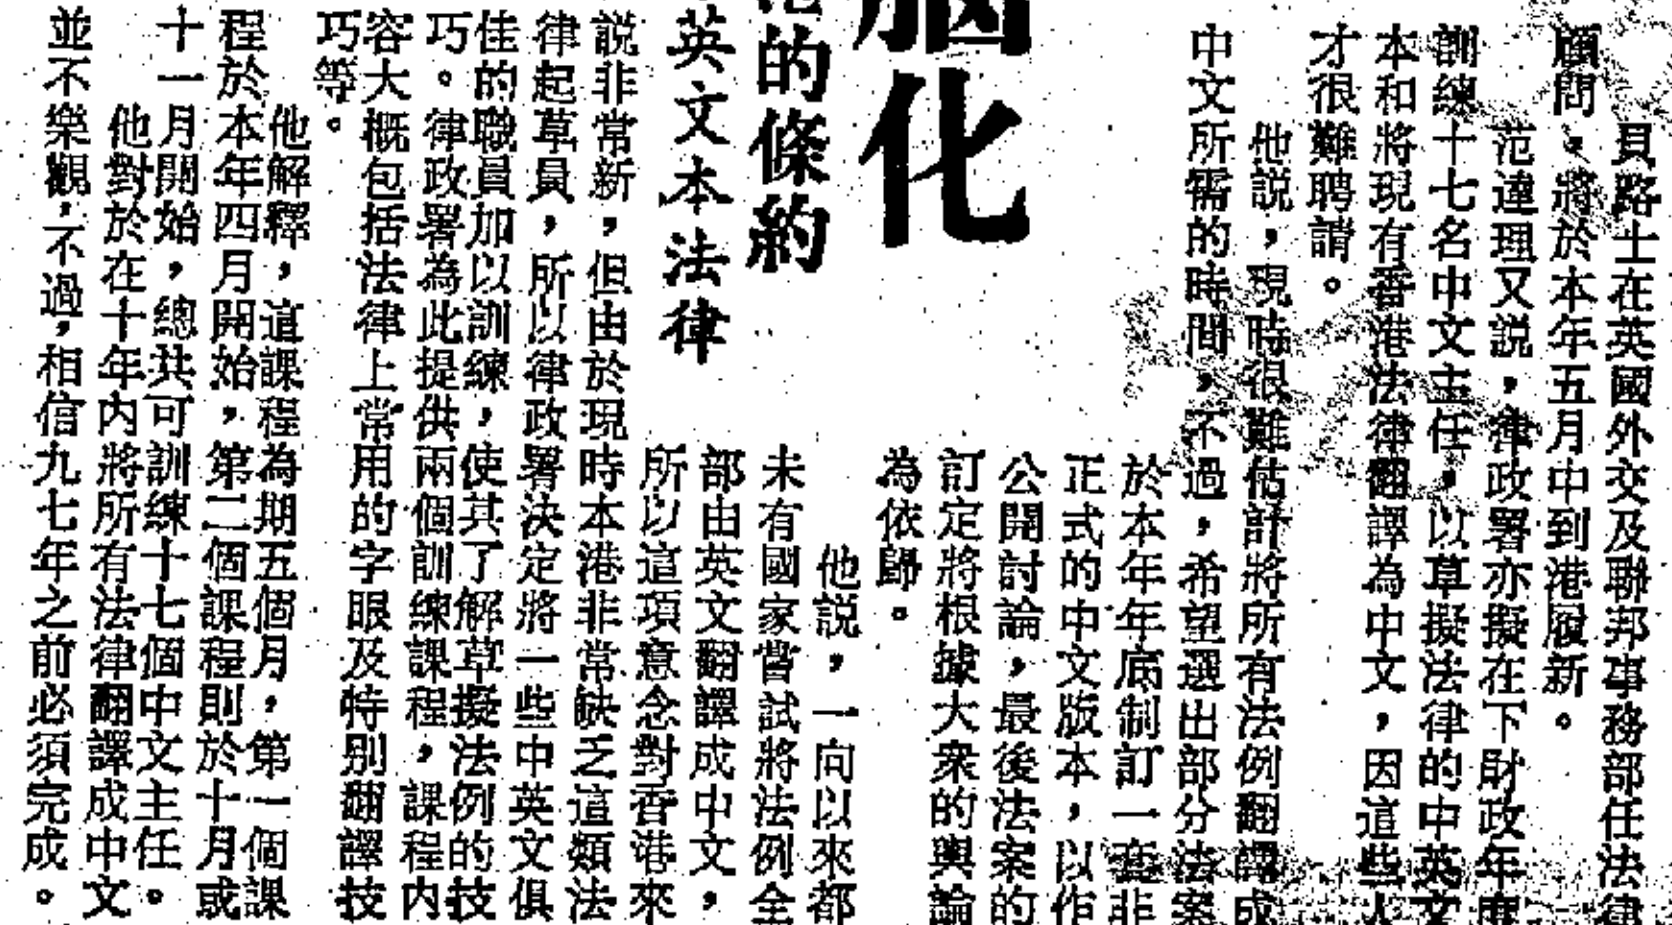 腦化
的條約
英文本法律
貝路士在英國外交及聯邦事務部任法律
顧問,將於本年五月中到港履新。
范達理又説,律政署亦擬在下財政年度
訓練十七名中文主任,以草擬法律的中英文
本和將現有香港法律翻譯為中文,因這些人
才很難聘請。
他説,現時很難估計將所有法例翻譯成
中文所需的時間,不過,希望選出部分法案
於本年年底制訂一套非
正式的中文版本,以作
公開討論,最後法案的
訂定將根據大衆的輿論
為依歸。
他説,一向以來都
未有國家嘗試將法例全
部由英文翻譯成中文,
所以這項意念對香港來
説非常新,但由於現時本港非常缺乏這類法
律起草員,所以律政署決定將一些中英文俱
佳的職員加以訓練,使其了解草擬法例的技
巧。律政署為此提供兩個訓練課程,課程內
容大概包括法律上常用的字眼及特別翻譯技
巧等。
他解釋,這課程為期五個月,第一個課
程於本年四月開始,第二個課程則於十月或
十一月開始,總共可訓練十七個中文主任。
他對於在十年內將所有法律翻譯成中文
並不樂觀,不過,相信九七年之前必須完成。